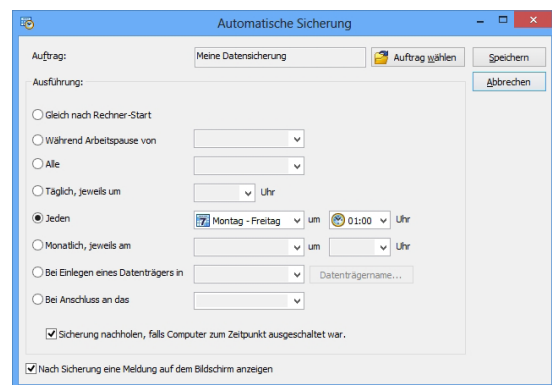 Automatische Sicherung
Auftrag: Meine Datensicherung Auftrag wählen Speichern
Abbrechen
Ausführung:
Gleich nach Rechner-Start
Während Arbeitspause von
Alle
Täglich, jeweils um Uhr
Jeden 7 Montag - Freitag um 01:00 Uhr
Monatlich, jeweils am um Uhr
Bei Einlegen eines Datenträgers in Datenträgername...
Bei Anschluss an das
Sicherung nachholen, falls Computer zum Zeitpunkt ausgeschaltet war.
Nach Sicherung eine Meldung auf dem Bildschirm anzeigen